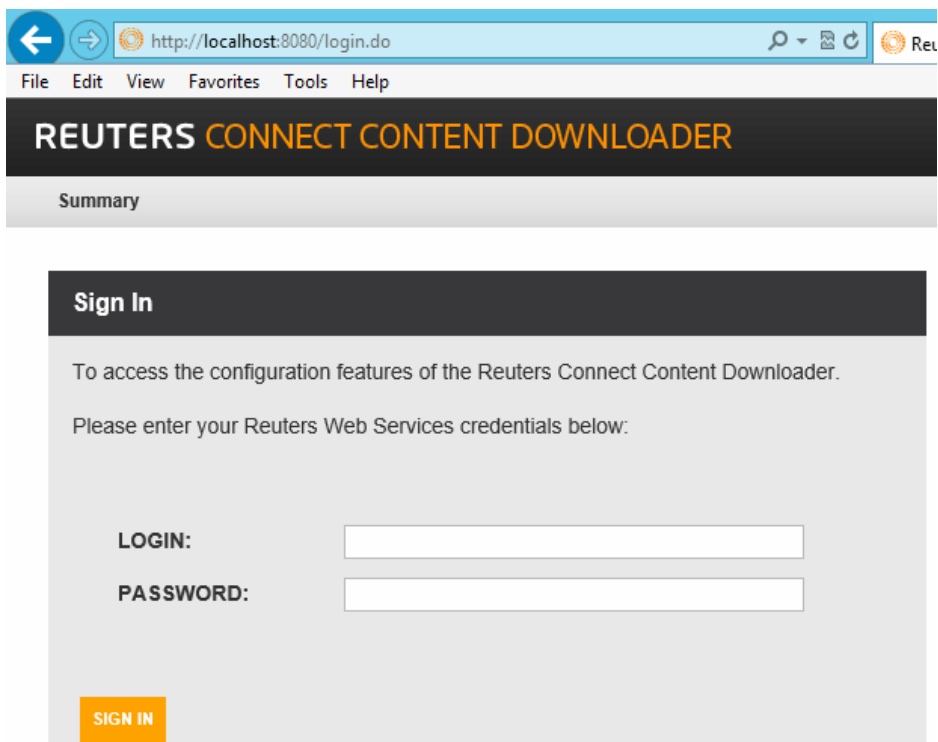 http://localhost:8080/login.do
Reu
File Edit View Favorites Tools Help
REUTERS CONNECT CONTENT DOWNLOADER
Summary
Sign In
To access the configuration features of the Reuters Connect Content Downloader.
Please enter your Reuters Web Services credentials below:
LOGIN:
PASSWORD:
SIGN IN